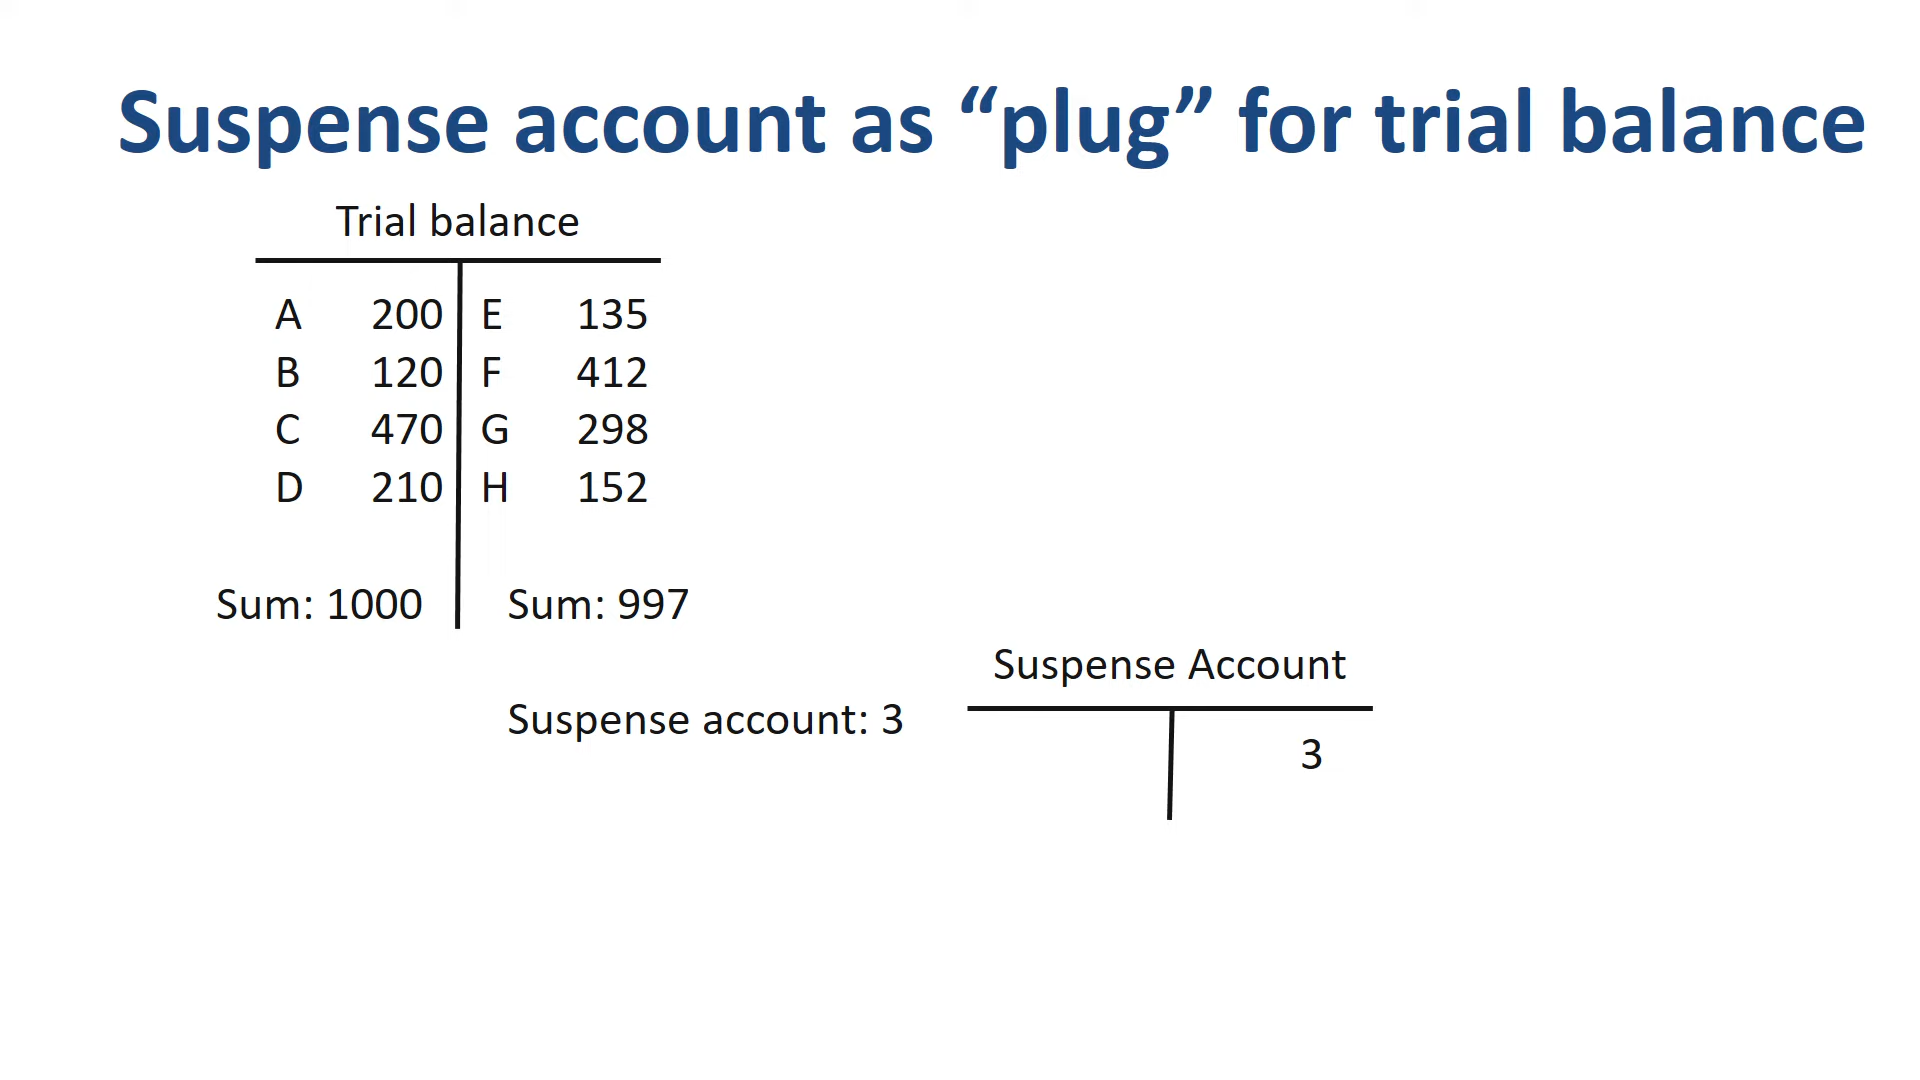 Suspense account as “plug” for trial balance
Trial balance
A 200 E 135
B 120 F 412
C 470 G 298
D 210 H 152
Sum: 1000 Sum: 997
Suspense Account
Suspense account: 3
3